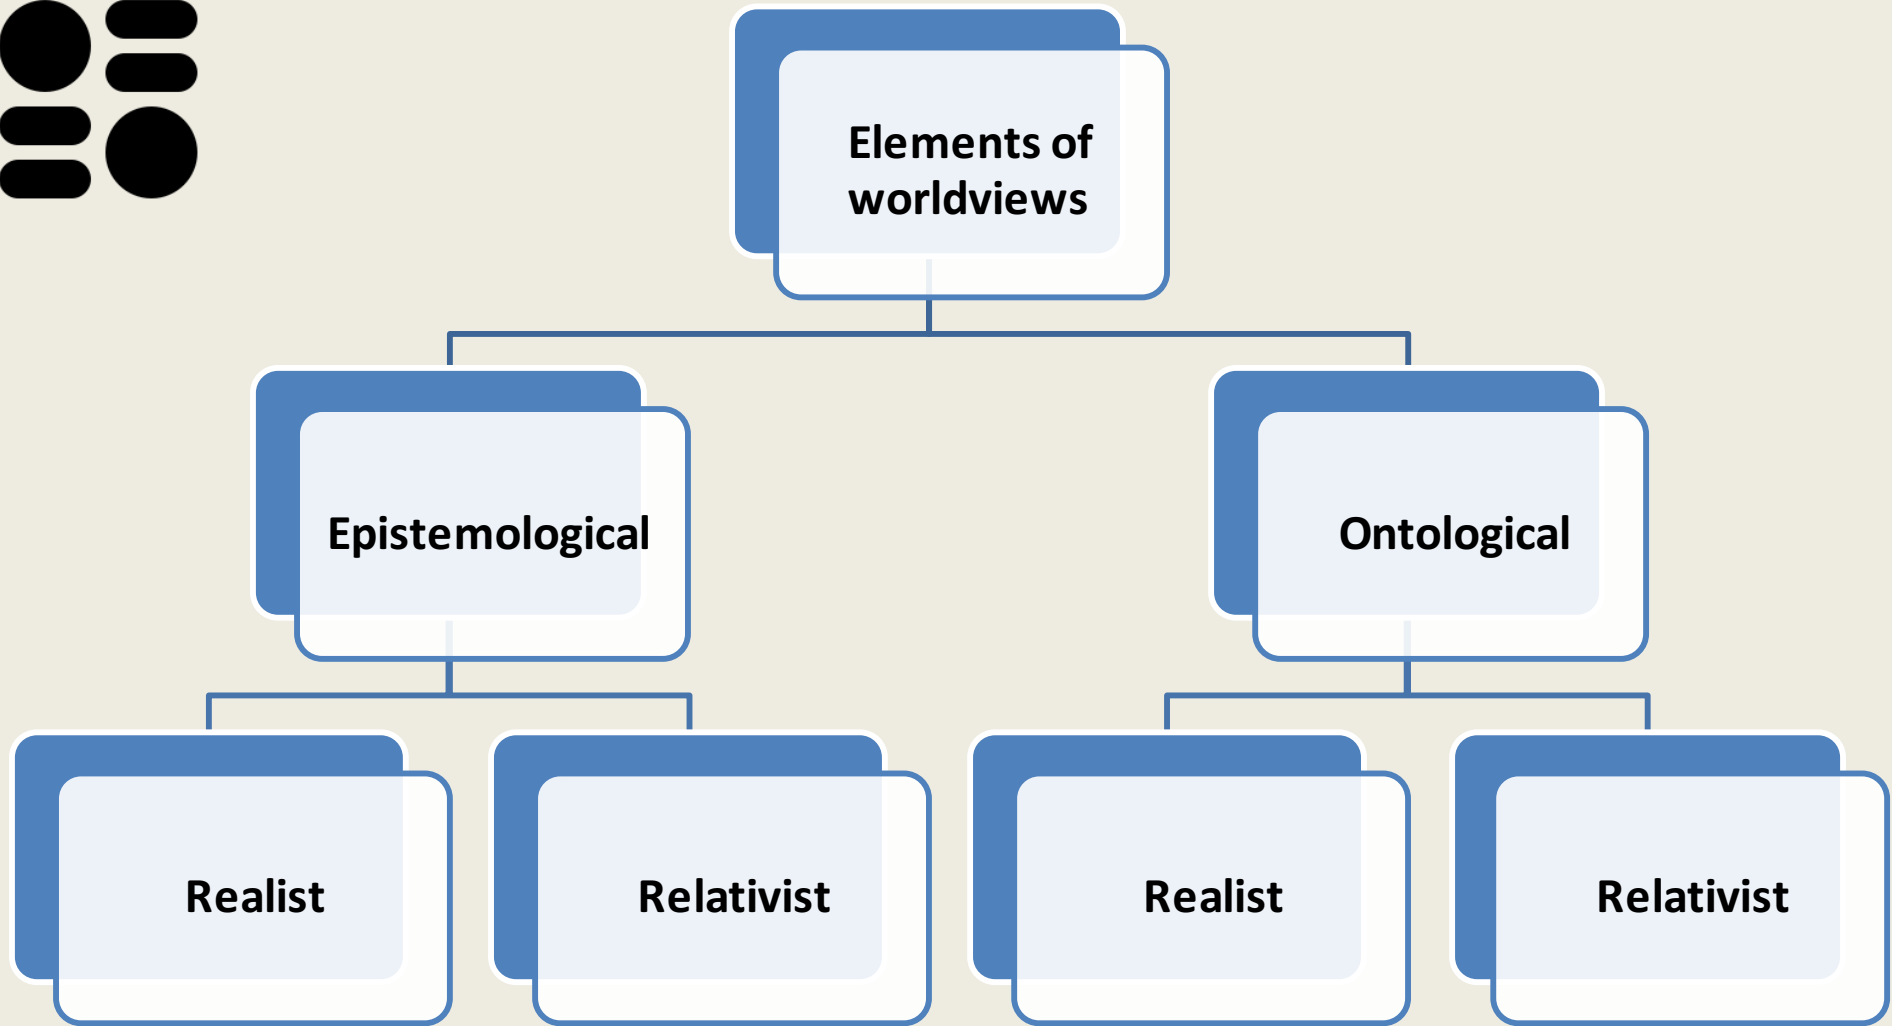 Elements of
worldviews
Epistemological
Ontological
Realist
Relativist
Realist
Relativist